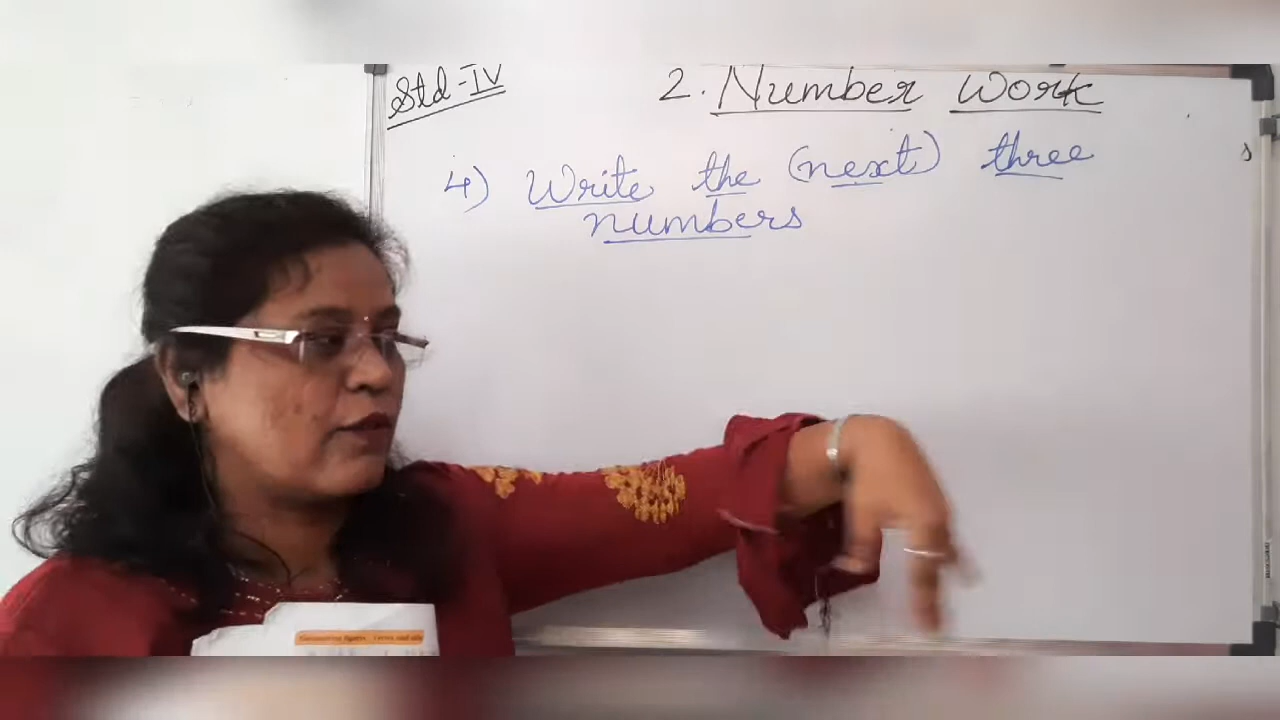 Std-IV
2. Number Work
4) Write the (next) three
numbers